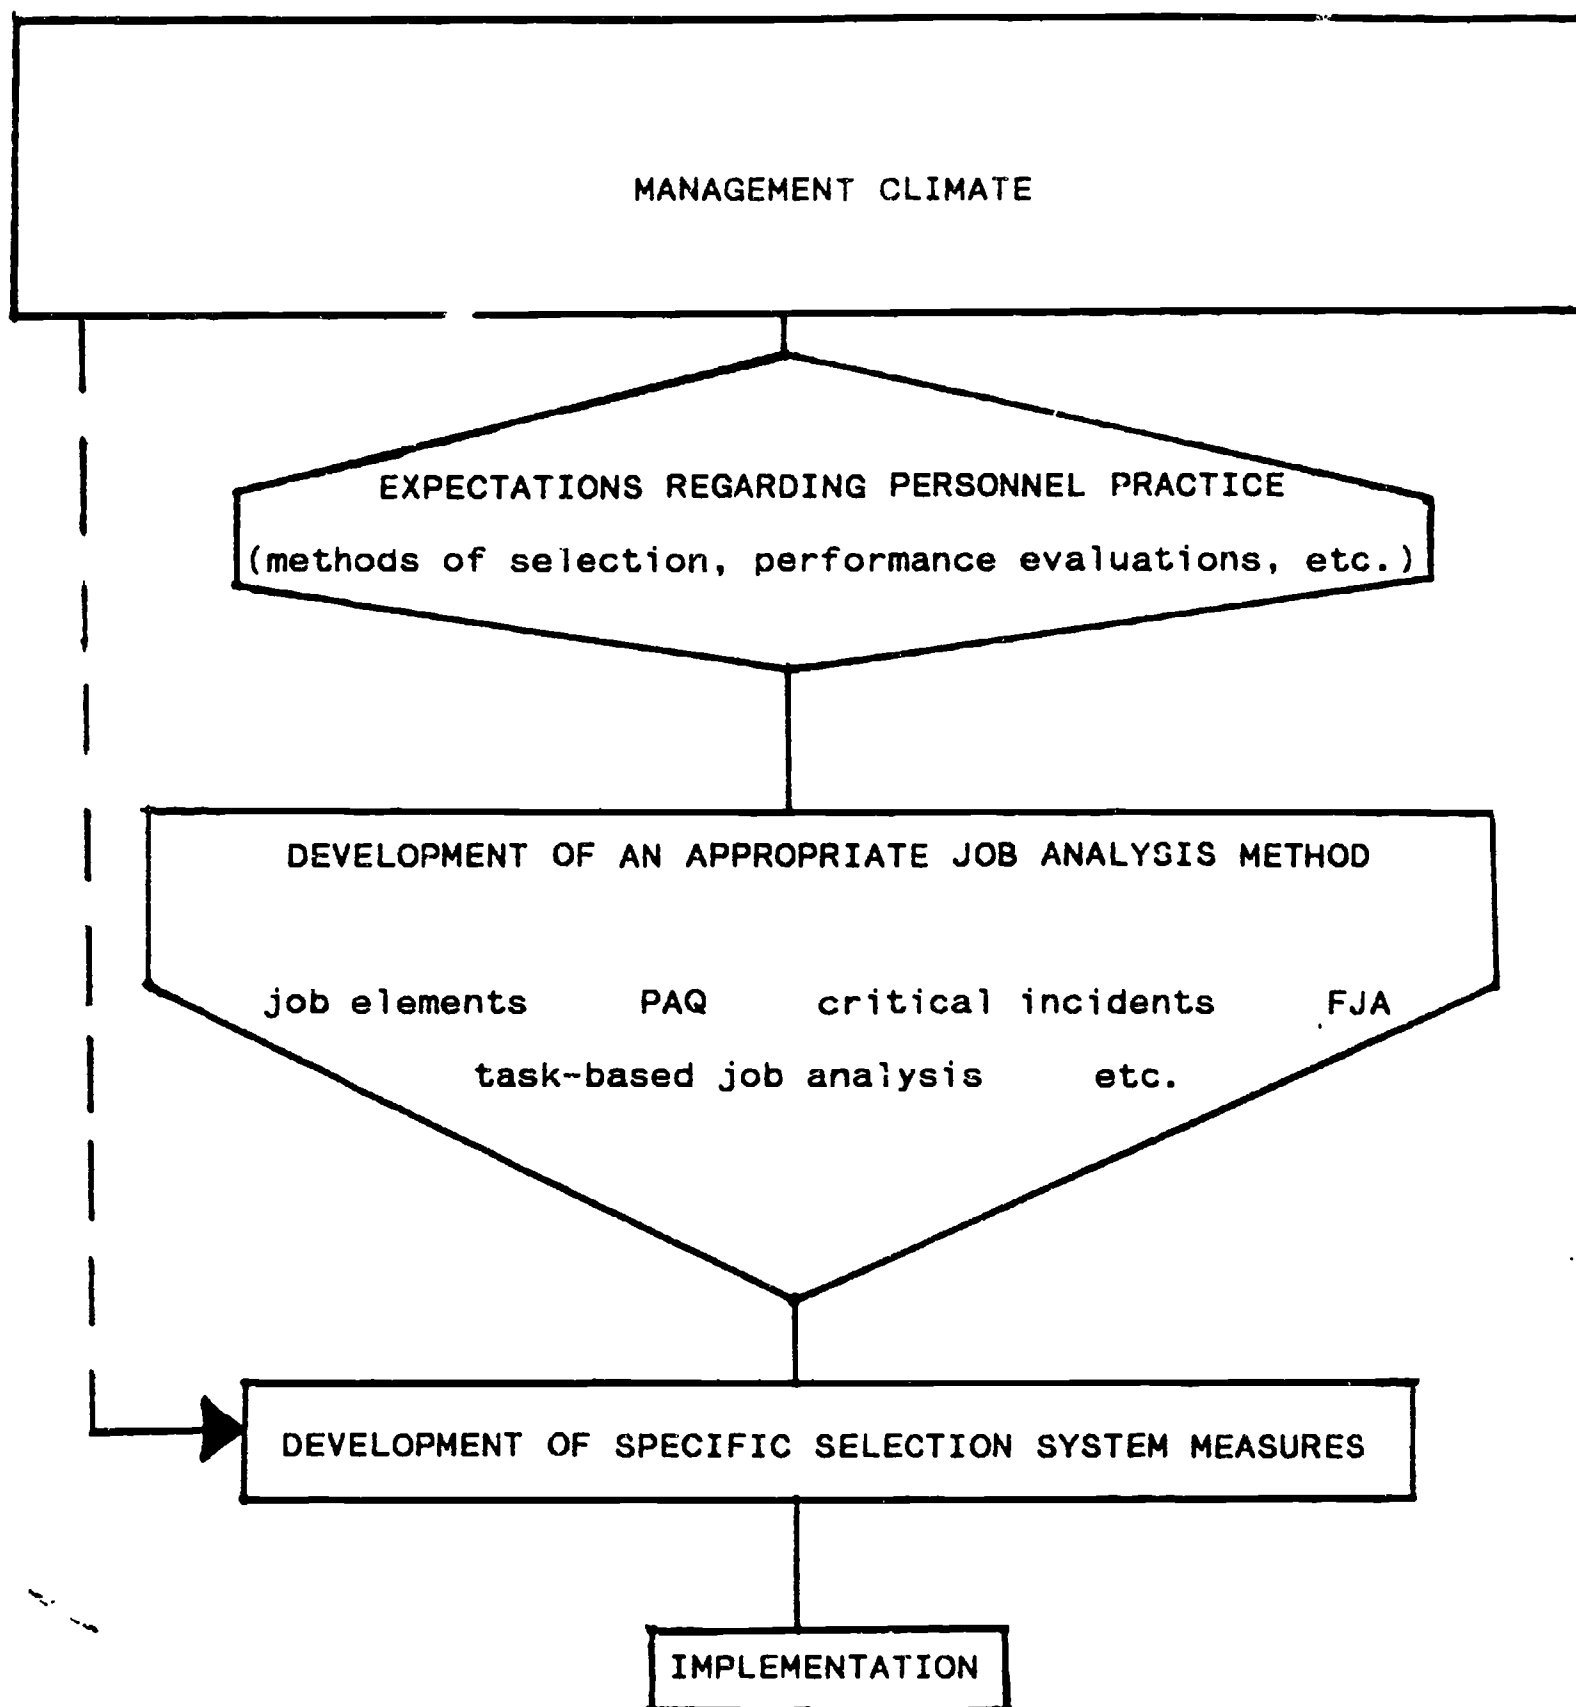 MANAGEMENT CLIMATE
EXPECTATIONS REGARDING PERSONNEL PRACTICE
(methods of selection, performance evaluations, etc.)
DEVELOPMENT OF AN APPROPRIATE JOB ANALYSIS METHOD
job elements PAQ critical incidents FJA
task-based job analysis etc.
DEVELOPMENT OF SPECIFIC SELECTION SYSTEM MEASURES
IMPLEMENTATION